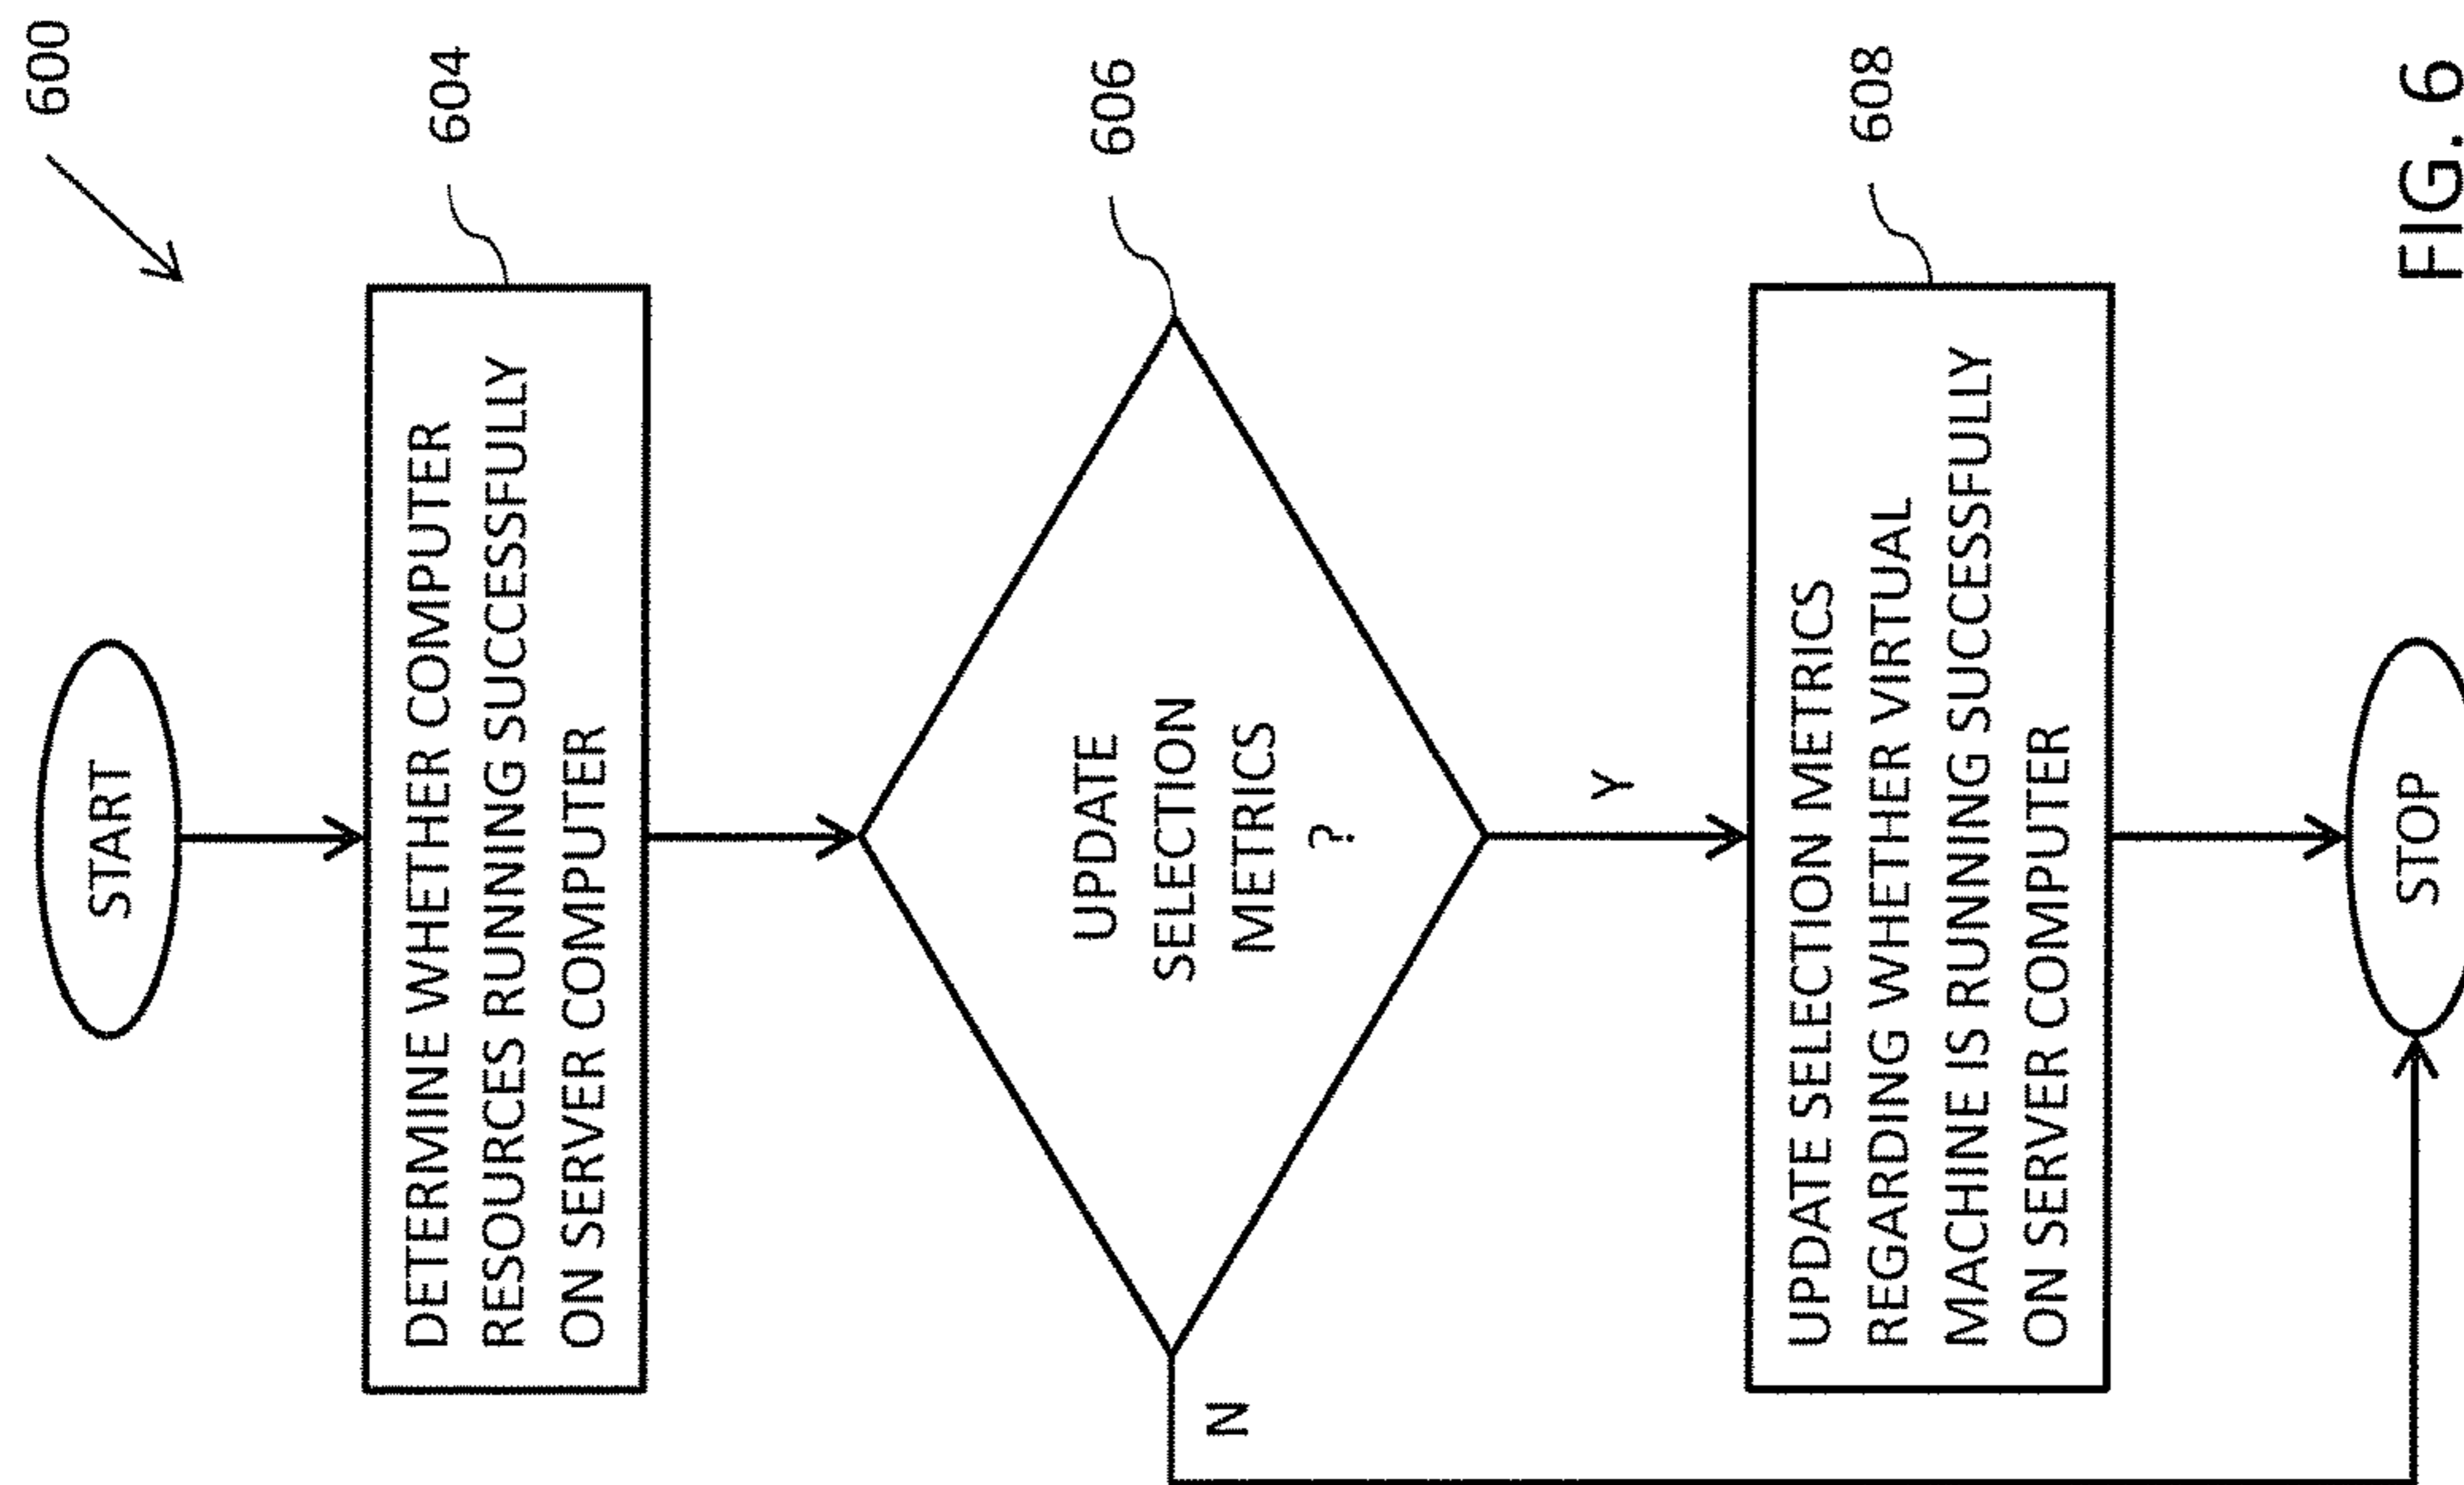 600
START
604
DETERMINE WHETHER COMPUTER
RESOURCES RUNNING SUCCESSFULLY
ON SERVER COMPUTER
606
UPDATE
SELECTION
METRICS
?
N
Y
608
UPDATE SELECTION METRICS
REGARDING WHETHER VIRTUAL
MACHINE IS RUNNING SUCCESSFULLY
ON SERVER COMPUTER
STOP
FIG. 6